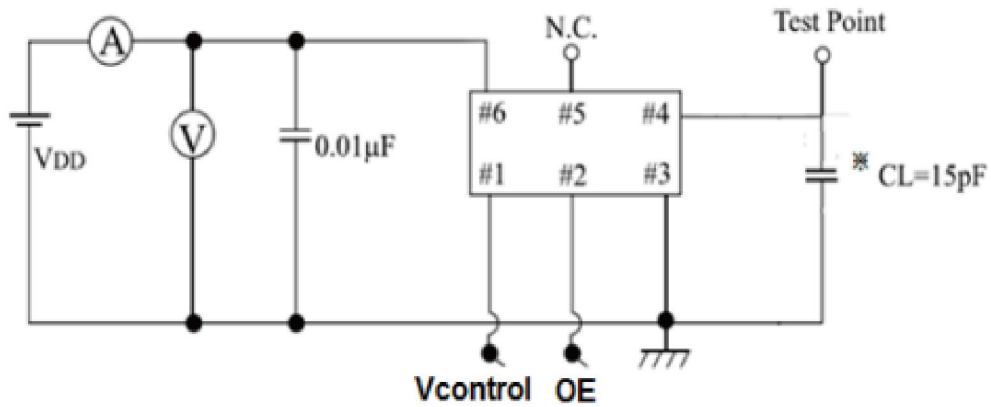 A
N.C.
Test Point
V
VDD
0.01μF
#6 #5 #4
#1 #2 #3
※ CL=15pF
Vcontrol OE